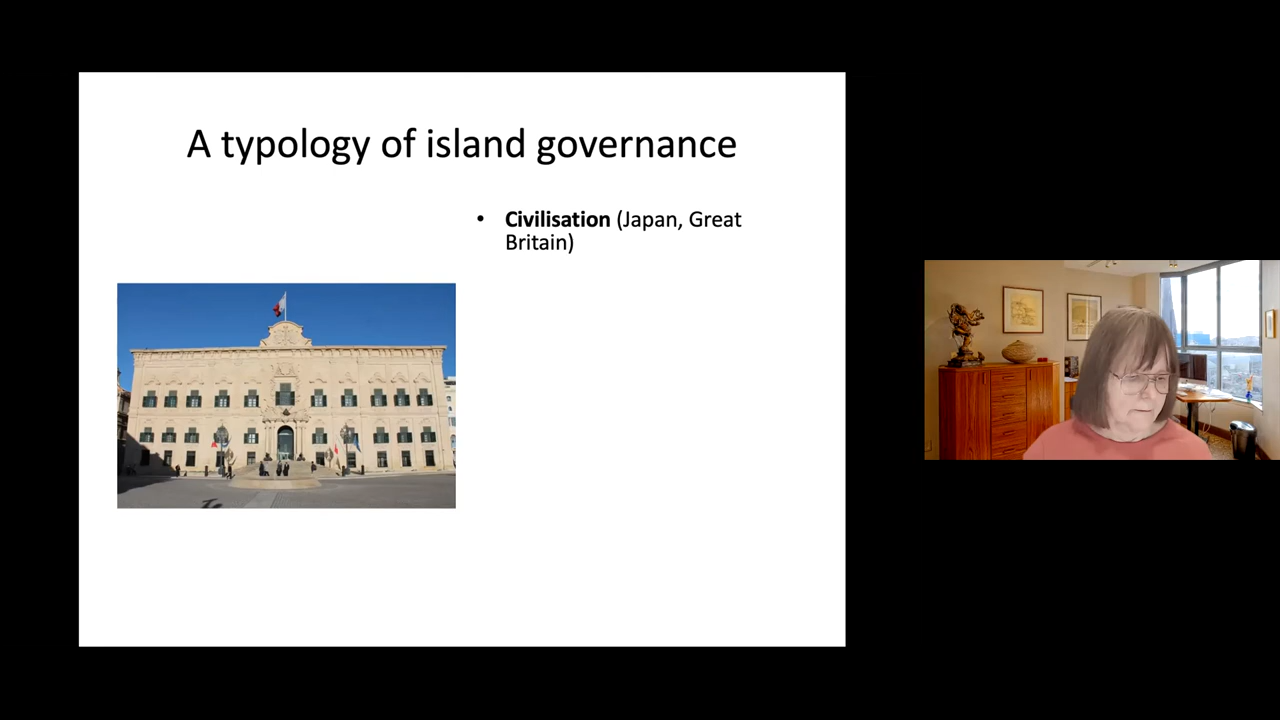 A typology of island governance
• Civilisation (Japan, Great
Britain)